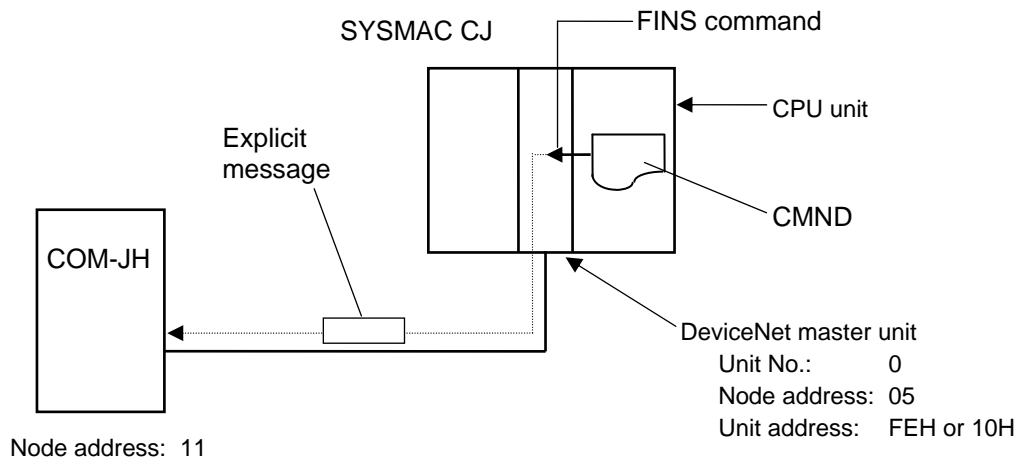 SYSMAC CJ
FINS command
CPU unit
Explicit
message
CMND
COM-JH
DeviceNet master unit
Unit No.: 0
Node address: 05
Unit address: FEH or 10H
Node address: 11